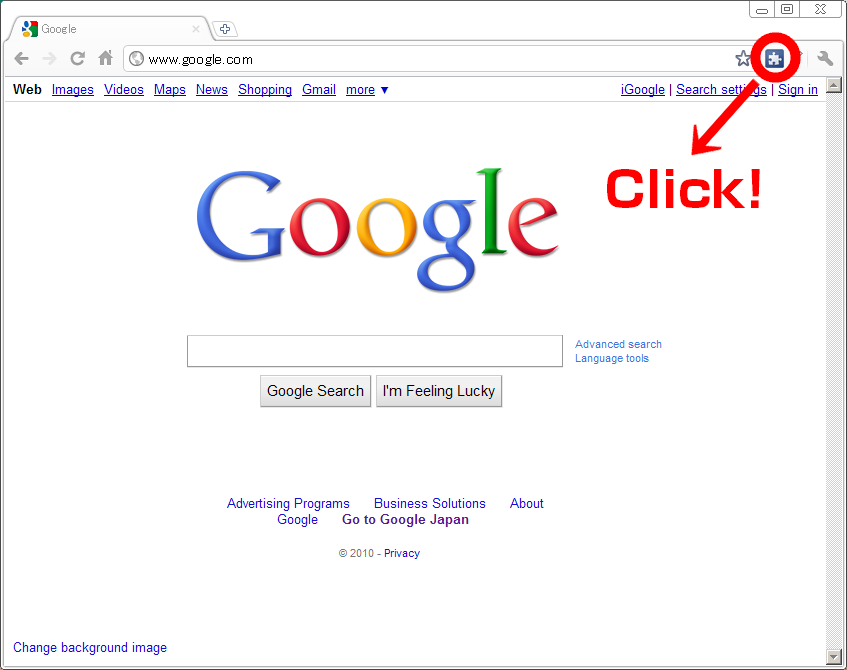 Google
www.google.com
Web Images Videos Maps News Shopping Gmail more ▼ iGoogle | Search settings | Sign in
Click!
Google
Advanced search
Language tools
Google Search I'm Feeling Lucky
Advertising Programs Business Solutions About
Google Go to Google Japan
© 2010 - Privacy
Change background image